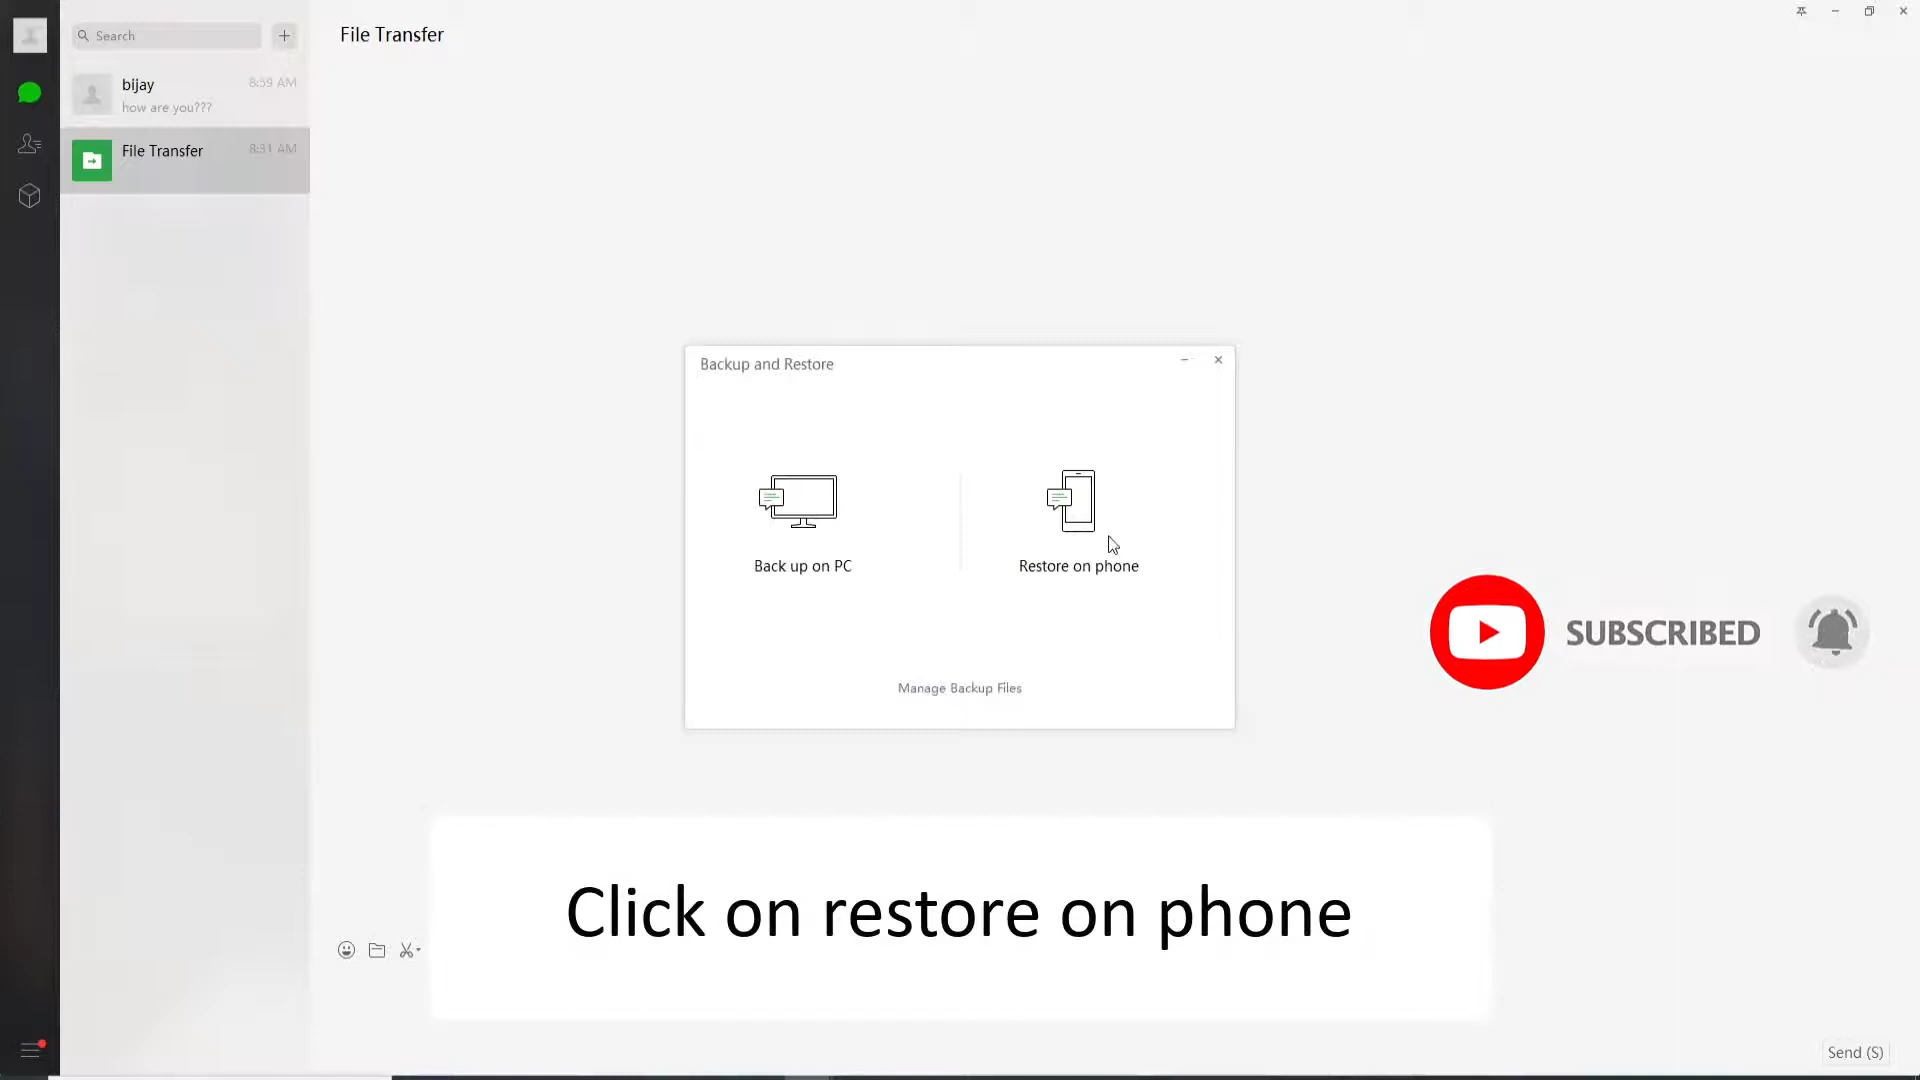 Search
File Transfer
bijay
8:59 AM
how are you???
File Transfer
8:31 AM
Backup and Restore
Back up on PC
Restore on phone
Manage Backup Files
SUBSCRIBED
Click on restore on phone
Send (S)